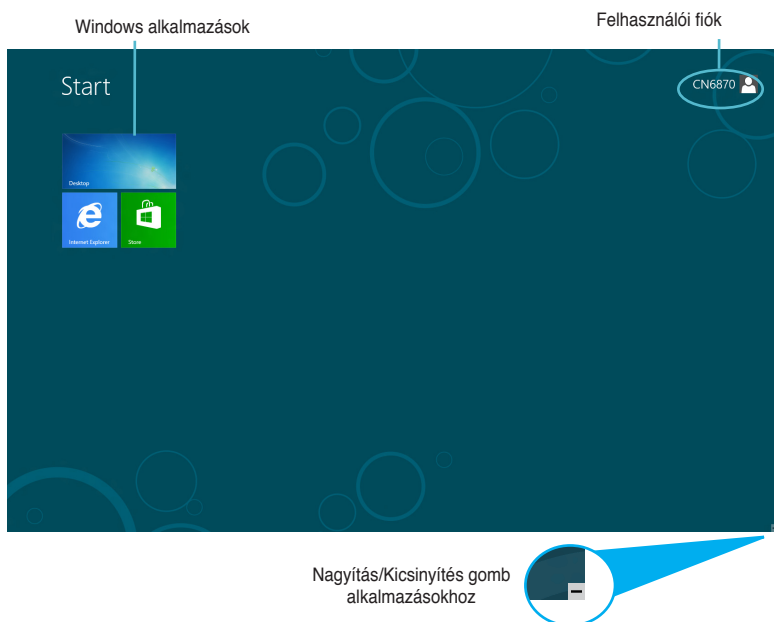 Windows alkalmazások
Felhasználói fiók
Start
CN6870
Desktop
Internet Explorer
Store
Nagyítás/Kicsinyítés gomb
alkalmazásokhoz